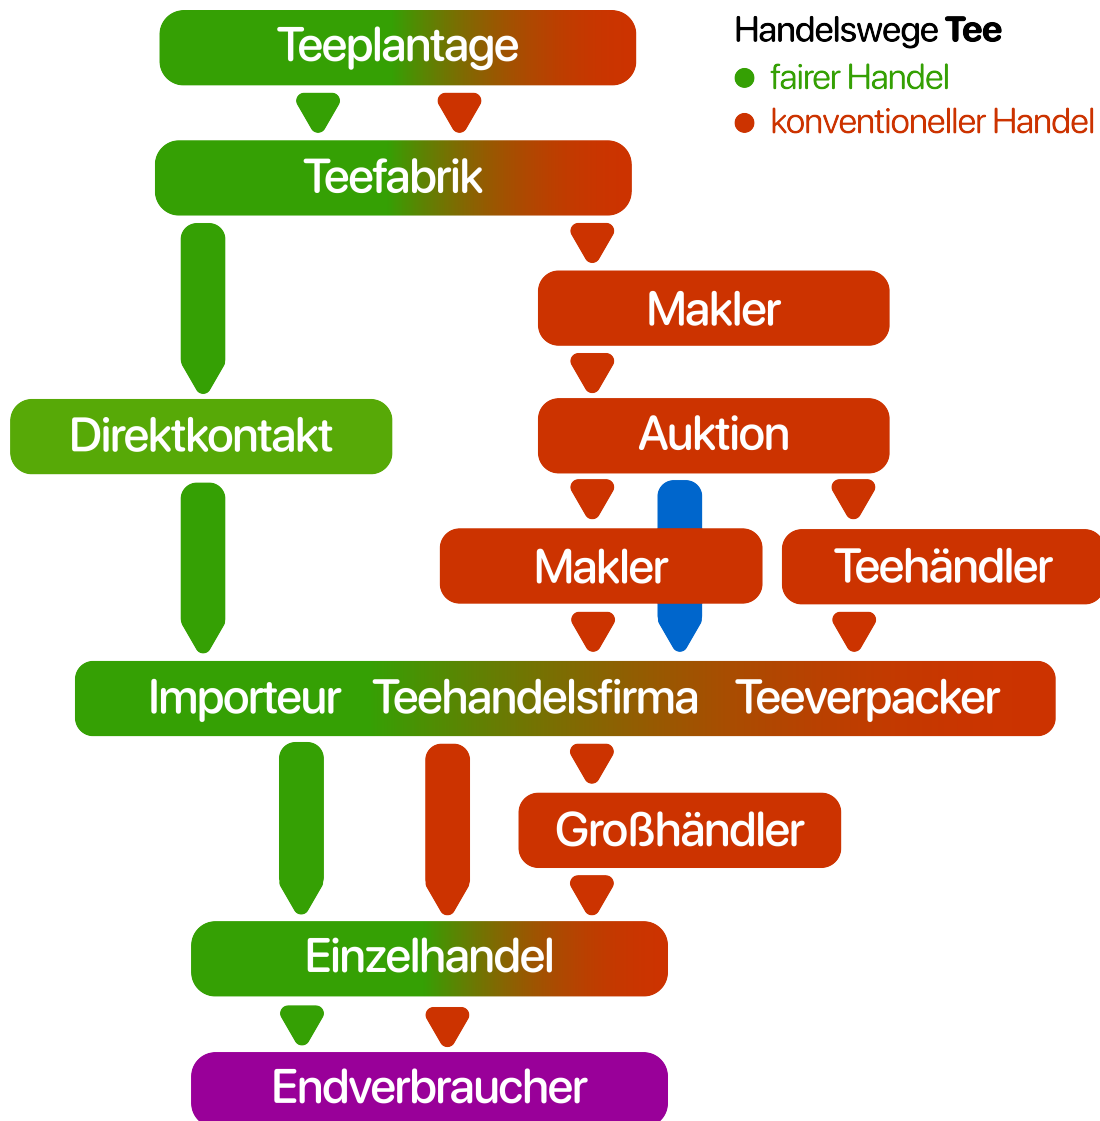 Teeplantage
Handelswege Tee
fairer Handel
konventioneller Handel
Teefabrik
Makler
Direktkontakt
Auktion
Makler
Teehändler
Importeur Teehandelsfirma Teeverpacker
Großhändler
Einzelhandel
Endverbraucher